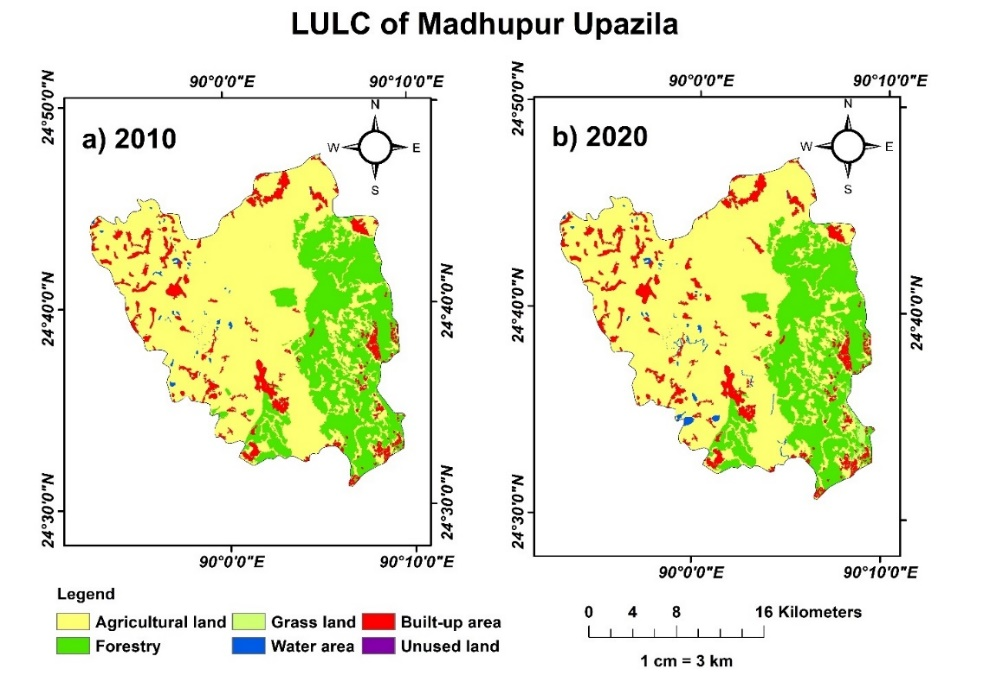 LULC of Madhupur Upazila
90°0'0"E 90°10'0"E
90°0'0"E 90°10'0"E
24°50'0"N
24°40'0"N
24°30'0"N
a) 2010
N
W E
S
24°40'0"N
24°30'0"N
90°0'0"E 90°10'0"E
24°50'0"N
24°40'0"N
24°30'0"N
b) 2020
N
W E
S
24°40'0"N
90°0'0"E 90°10'0"E
Legend
Agricultural land Grass land Built-up area
Forestry Water area Unused land
0 4 8 16 Kilometers
1 cm = 3 km